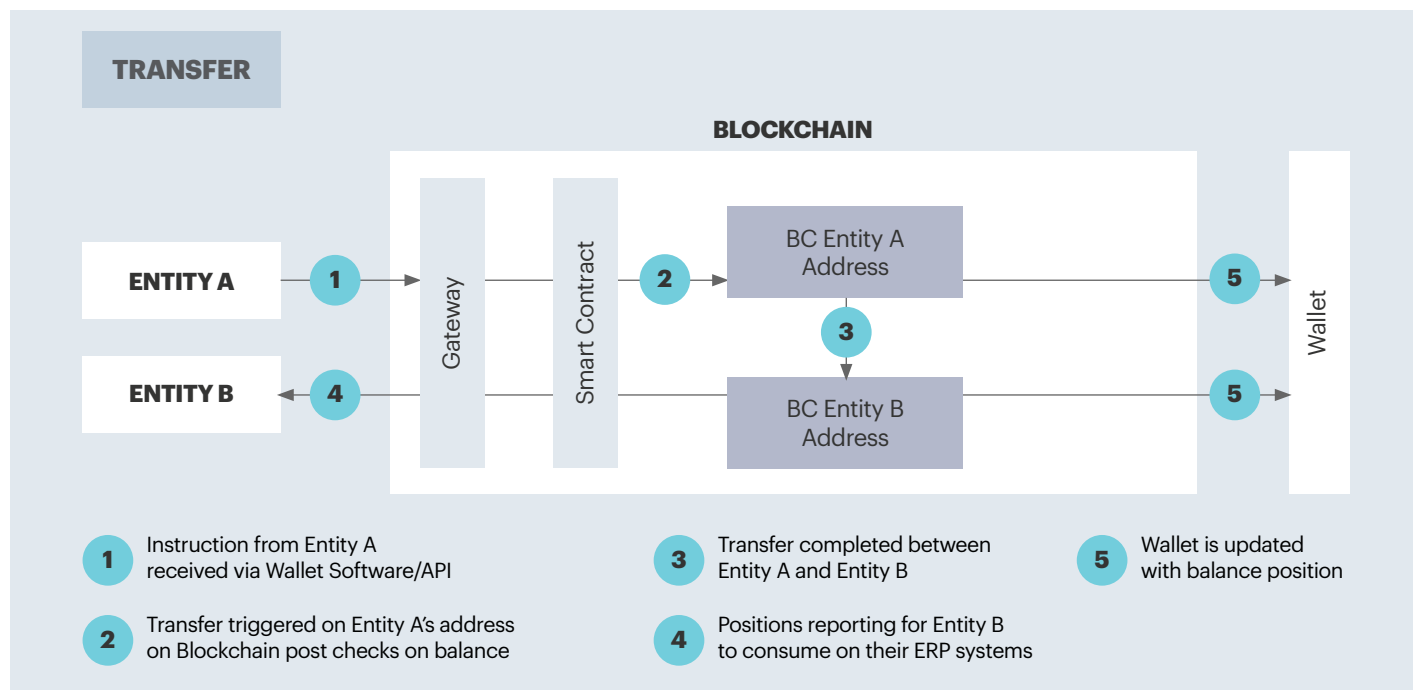 TRANSFER
BLOCKCHAIN
ENTITY A
1
Gateway
Smart Contract
2
BC Entity A
Address
5
Wallet
3
ENTITY B
4
BC Entity B
Address
5
1
Instruction from Entity A
received via Wallet Software/API
2
Transfer triggered on Entity A’s address
on Blockchain post checks on balance
3
Transfer completed between
Entity A and Entity B
4
Positions reporting for Entity B
to consume on their ERP systems
5
Wallet is updated
with balance position